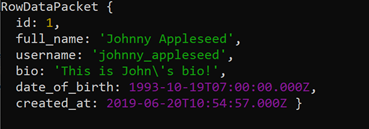 RowDataPacket {
id: 1,
full_name: 'Johnny Appleseed',
username: 'johnny_appleseed',
bio: 'This is John\'s bio!',
date_of_birth: 1993-10-19T07:00:00.000Z,
created_at: 2019-06-20T10:54:57.000Z }